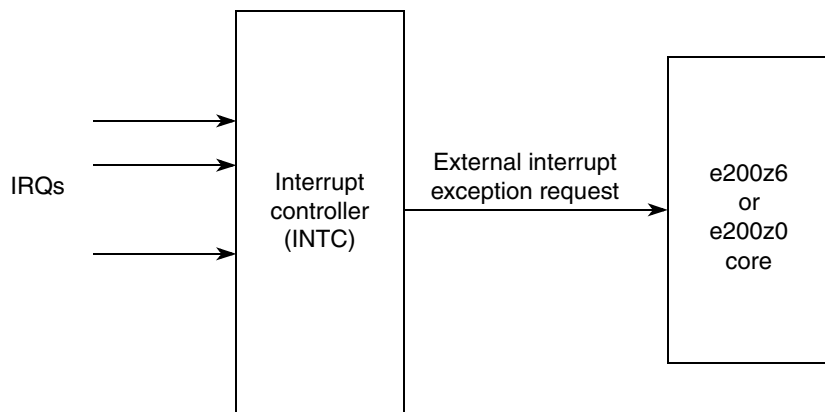 IRQs
Interrupt
controller
(INTC)
External interrupt
exception request
e200z6
or
e200z0
core